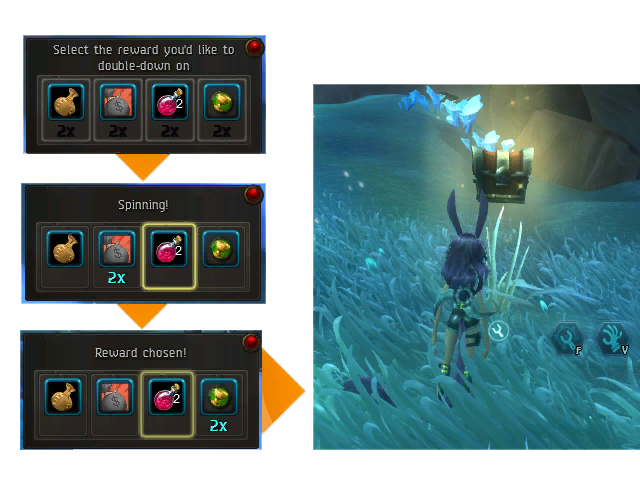 Select the reward you'd like to
double-down on
2
2x 2x 2x 2x
Spinning!
2
2x
Reward chosen!
2
2x
F V